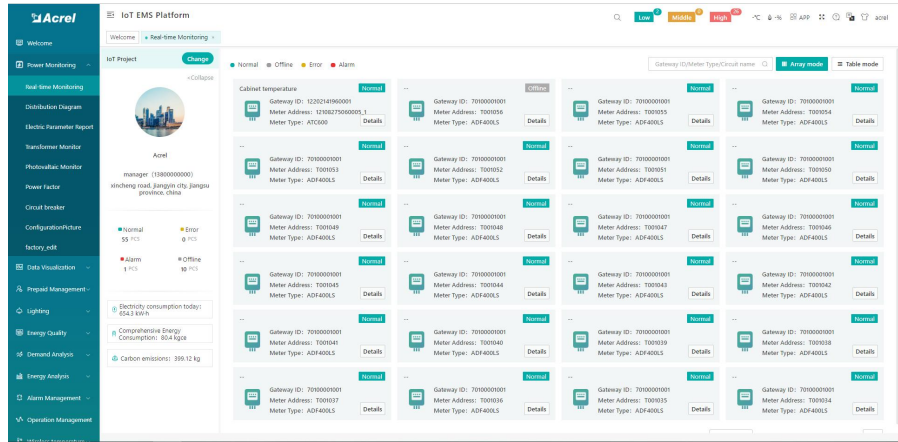 Acrel
IoT EMS Platform
Low 2
Middle 0
High 26
-℃ -% APP
acrel
Welcome
Power Monitoring
Real-time Monitoring
Distribution Diagram
Electric Parameter Report
Transformer Monitor
Photovaltaic Monitor
Power Factor
Circuit breaker
ConfigurationPicture
factory_edit
Data Visualization
Prepaid Management
Lighting
Energy Quality
Demand Analysis
Energy Analysis
Alarm Management
Operation Management
Welcome
Real-time Monitoring ×
IoT Project
Change
<Collapse
Acrel
manager (13800000000)
xincheng road, jiangyin city, jiangsu
province, china
Normal
55 PCS
Error
0 PCS
Alarm
1 PCS
Offline
10 PCS
Electricity consumption today:
654.3 kW·h
Comprehensive Energy
Consumption: 80.4 kgce
Carbon emissions: 399.12 kg
Normal Offline Error Alarm
Gateway ID/Meter Type/Circuit name
Array mode
Table mode
Cabinet temperature Normal
Gateway ID: 12202141960001
Meter Address: 12108275060005_1
Meter Type: ATC600 Details
-- Offline
Gateway ID: 70100001001
Meter Address: T001056
Meter Type: ADF400LS Details
-- Normal
Gateway ID: 70100001001
Meter Address: T001055
Meter Type: ADF400LS Details
-- Normal
Gateway ID: 70100001001
Meter Address: T001054
Meter Type: ADF400LS Details
-- Normal
Gateway ID: 70100001001
Meter Address: T001053
Meter Type: ADF400LS Details
-- Normal
Gateway ID: 70100001001
Meter Address: T001052
Meter Type: ADF400LS Details
-- Normal
Gateway ID: 70100001001
Meter Address: T001051
Meter Type: ADF400LS Details
-- Normal
Gateway ID: 70100001001
Meter Address: T001050
Meter Type: ADF400LS Details
-- Normal
Gateway ID: 70100001001
Meter Address: T001049
Meter Type: ADF400LS Details
-- Normal
Gateway ID: 70100001001
Meter Address: T001048
Meter Type: ADF400LS Details
-- Normal
Gateway ID: 70100001001
Meter Address: T001047
Meter Type: ADF400LS Details
-- Normal
Gateway ID: 70100001001
Meter Address: T001046
Meter Type: ADF400LS Details
-- Normal
Gateway ID: 70100001001
Meter Address: T001045
Meter Type: ADF400LS Details
-- Normal
Gateway ID: 70100001001
Meter Address: T001044
Meter Type: ADF400LS Details
-- Normal
Gateway ID: 70100001001
Meter Address: T001043
Meter Type: ADF400LS Details
-- Normal
Gateway ID: 70100001001
Meter Address: T001042
Meter Type: ADF400LS Details
-- Normal
Gateway ID: 70100001001
Meter Address: T001041
Meter Type: ADF400LS Details
-- Normal
Gateway ID: 70100001001
Meter Address: T001040
Meter Type: ADF400LS Details
-- Normal
Gateway ID: 70100001001
Meter Address: T001039
Meter Type: ADF400LS Details
-- Normal
Gateway ID: 70100001001
Meter Address: T001038
Meter Type: ADF400LS Details
-- Normal
Gateway ID: 70100001001
Meter Address: T001037
Meter Type: ADF400LS Details
-- Normal
Gateway ID: 70100001001
Meter Address: T001036
Meter Type: ADF400LS Details
-- Normal
Gateway ID: 70100001001
Meter Address: T001035
Meter Type: ADF400LS Details
-- Normal
Gateway ID: 70100001001
Meter Address: T001034
Meter Type: ADF400LS Details